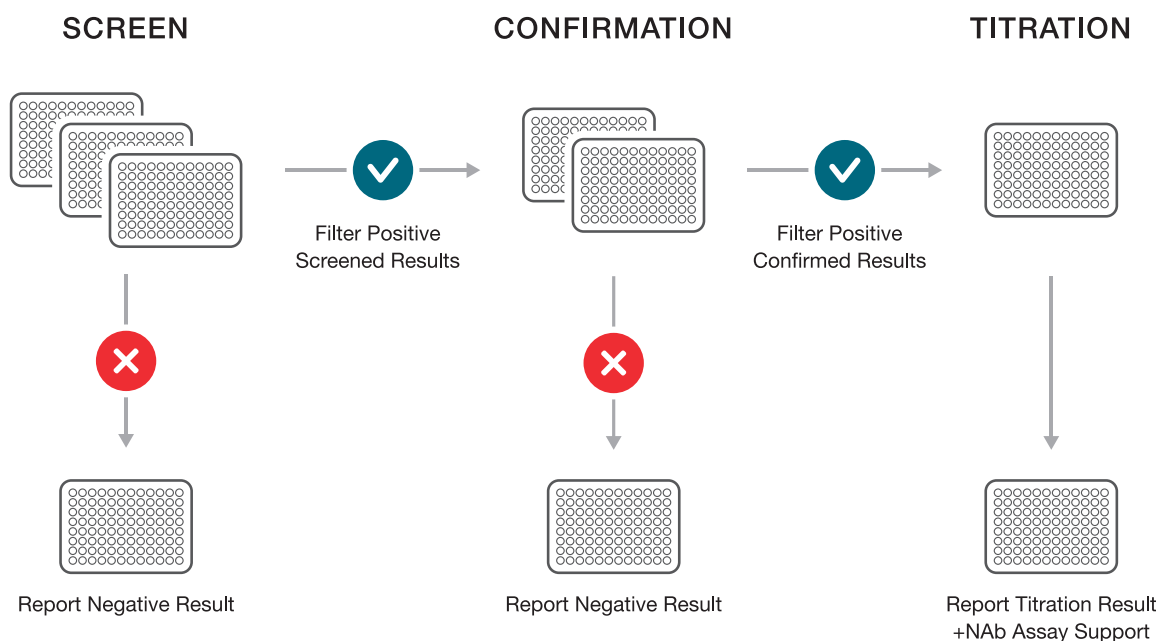 SCREEN
CONFIRMATION
TITRATION
Filter Positive
Screened Results
Filter Positive
Confirmed Results
Report Negative Result
Report Negative Result
Report Titration Result
+NAb Assay Support